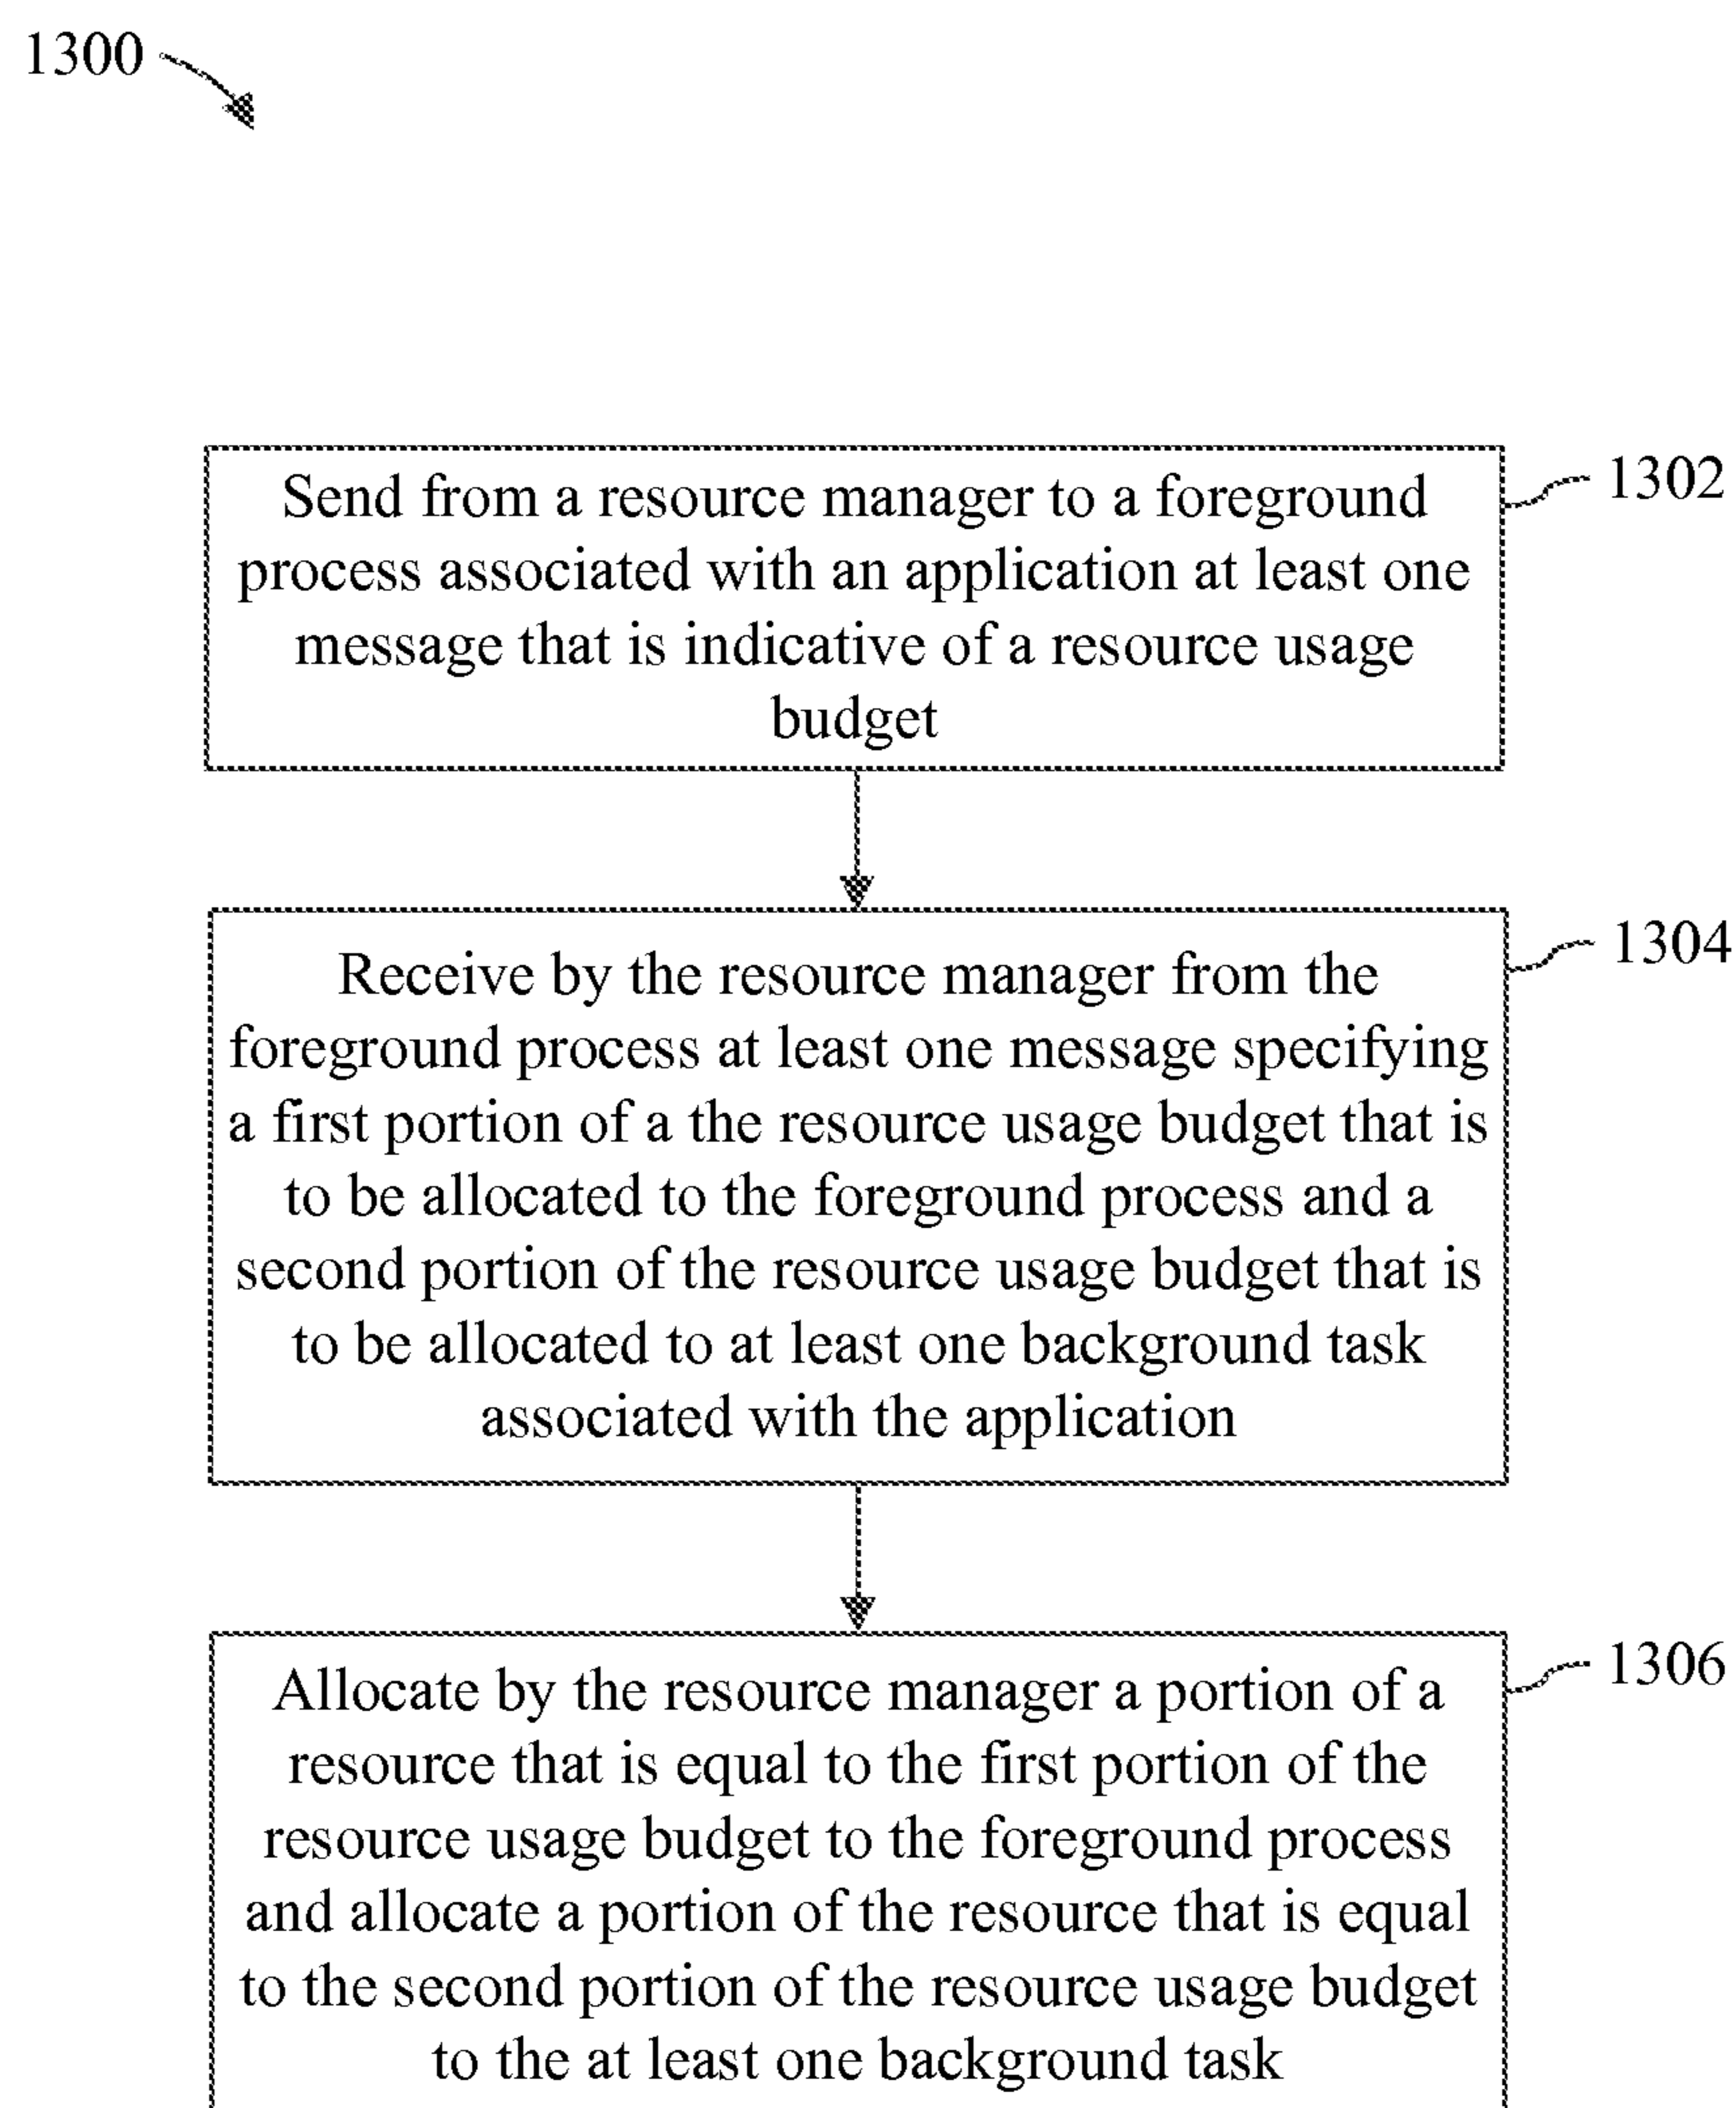 1300
Send from a resource manager to a foreground
process associated with an application at least one
message that is indicative of a resource usage
budget
1302
Receive by the resource manager from the
foreground process at least one message specifying
a first portion of a the resource usage budget that is
to be allocated to the foreground process and a
second portion of the resource usage budget that is
to be allocated to at least one background task
associated with the application
1304
Allocate by the resource manager a portion of a
resource that is equal to the first portion of the
resource usage budget to the foreground process
and allocate a portion of the resource that is equal
to the second portion of the resource usage budget
to the at least one background task
1306